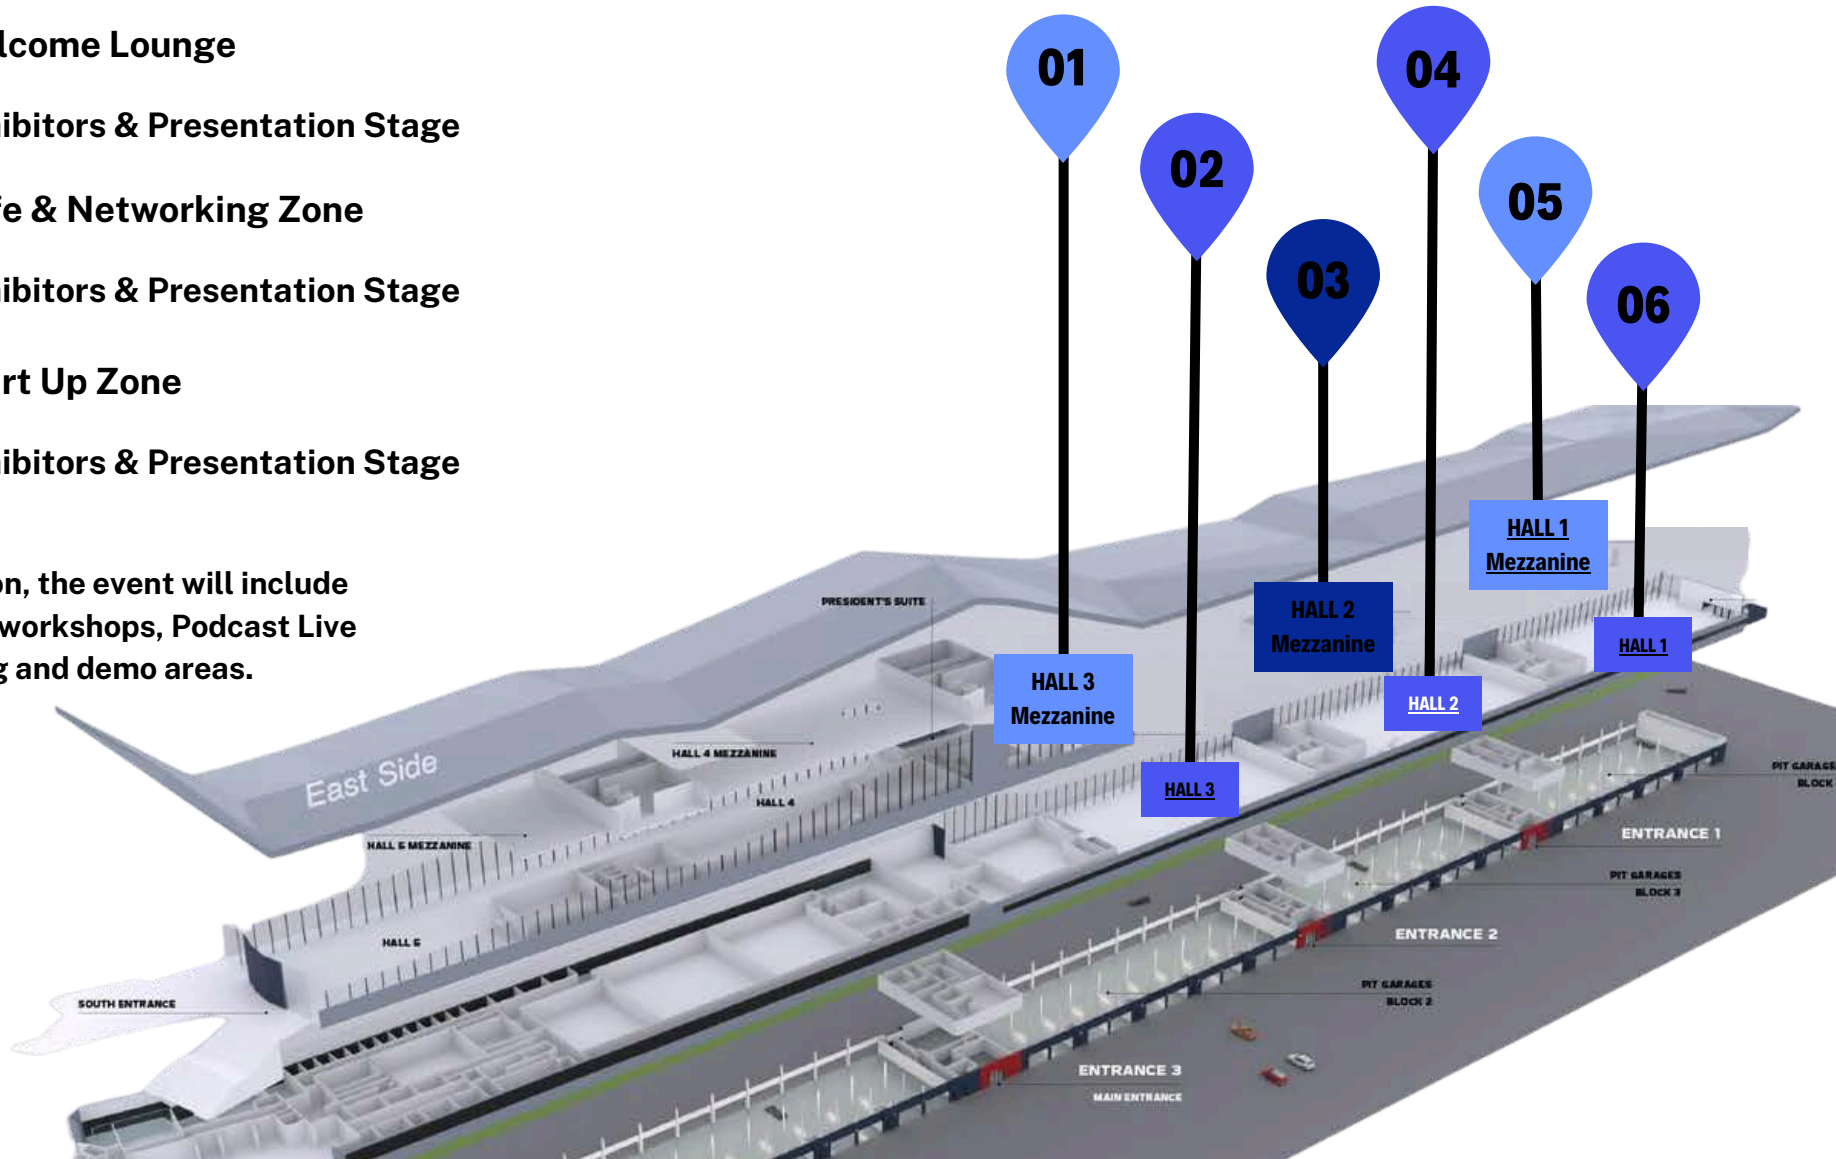 lcome Lounge
ibitors & Presentation Stage
fe & Networking Zone
ibitors & Presentation Stage
rt Up Zone
ibitors & Presentation Stage
on, the event will include
workshops, Podcast Live
g and demo areas.
01
02
03
04
05
06
HALL 1
Mezzanine
HALL 2
Mezzanine
HALL 1
HALL 3
Mezzanine
HALL 2
HALL 3
PRESIDENT'S SUITE
HALL 4 MEZZANINE
East Side
HALL 4
HALL 5 MEZZANINE
HALL 5
SOUTH ENTRANCE
PIT GARAGES
BLOCK
ENTRANCE 1
PIT GARAGES
BLOCK 3
ENTRANCE 2
PIT GARAGES
BLOCK 2
ENTRANCE 3
MAIN ENTRANCE